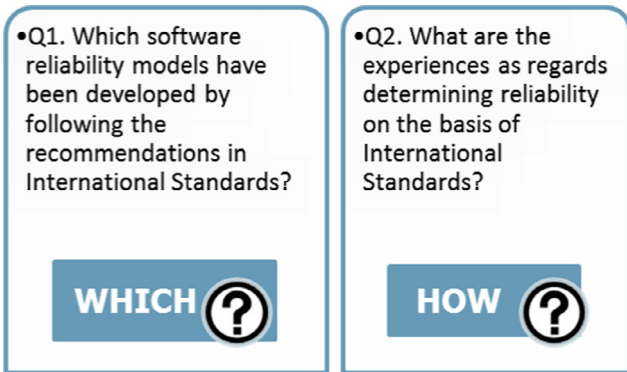 •Q1. Which software
reliability models have
been developed by
following the
recommendations in
International Standards?
WHICH ?
•Q2. What are the
experiences as regards
determining reliability
on the basis of
International
Standards?
HOW ?